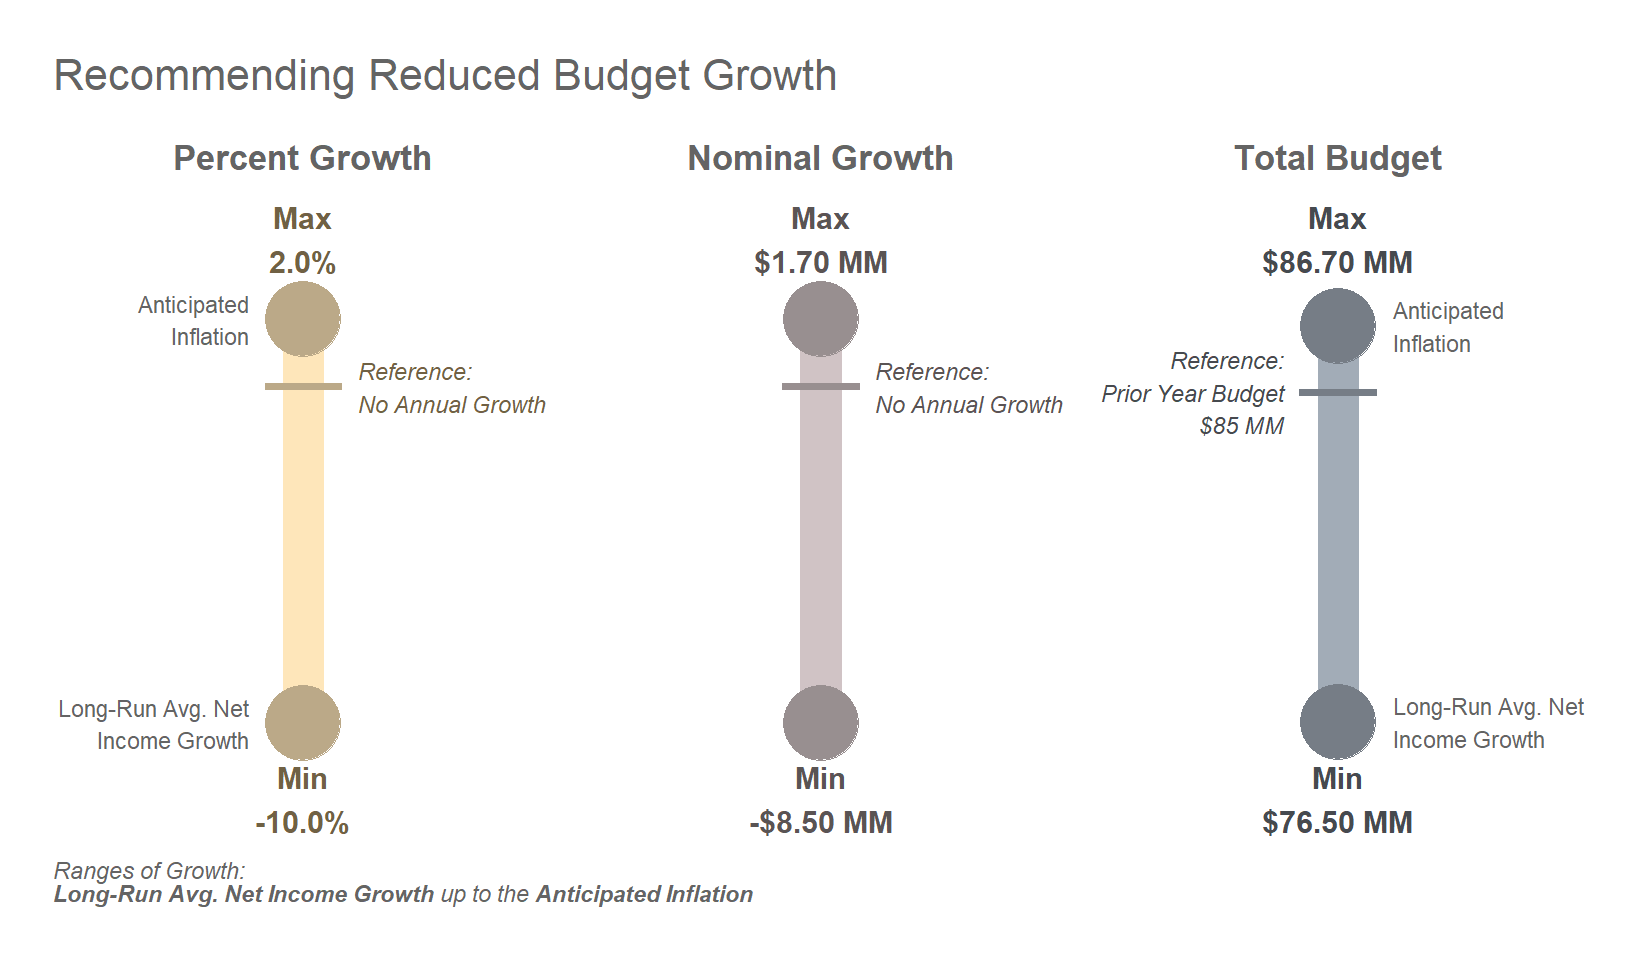 Recommending Reduced Budget Growth
Percent Growth
Max
2.0%
Anticipated
Inflation
Reference:
No Annual Growth
Long-Run Avg. Net
Income Growth
Min
-10.0%
Nominal Growth
Max
$1.70 MM
Reference:
No Annual Growth
Min
-$8.50 MM
Total Budget
Max
$86.70 MM
Anticipated
Inflation
Reference:
Prior Year Budget
$85 MM
Long-Run Avg. Net
Income Growth
Min
$76.50 MM
Ranges of Growth:
Long-Run Avg. Net Income Growth up to the Anticipated Inflation